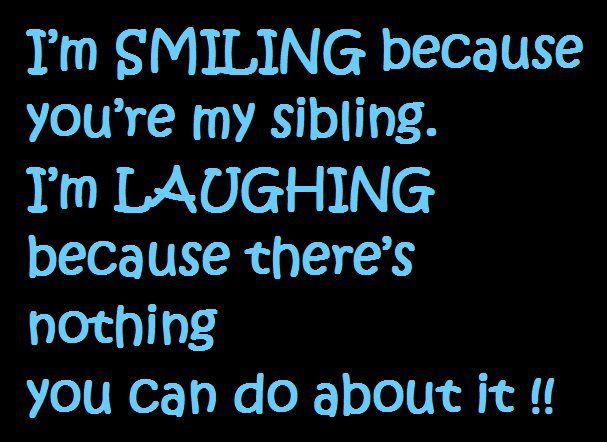 I'm SMILING because
you're my sibling.
I'm LAUGHING
because there's
nothing
you can do about it !!